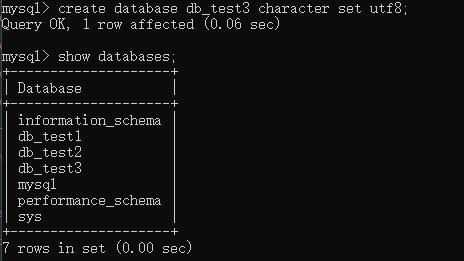 mysql> create database db_test3 character set utf8;
Query OK, 1 row affected (0.06 sec)
mysql> show databases;
+--------------------+
| Database           |
+--------------------+
| information_schema |
| db_test1           |
| db_test2           |
| db_test3           |
| mysql              |
| performance_schema |
| sys                |
+--------------------+
7 rows in set (0.00 sec)